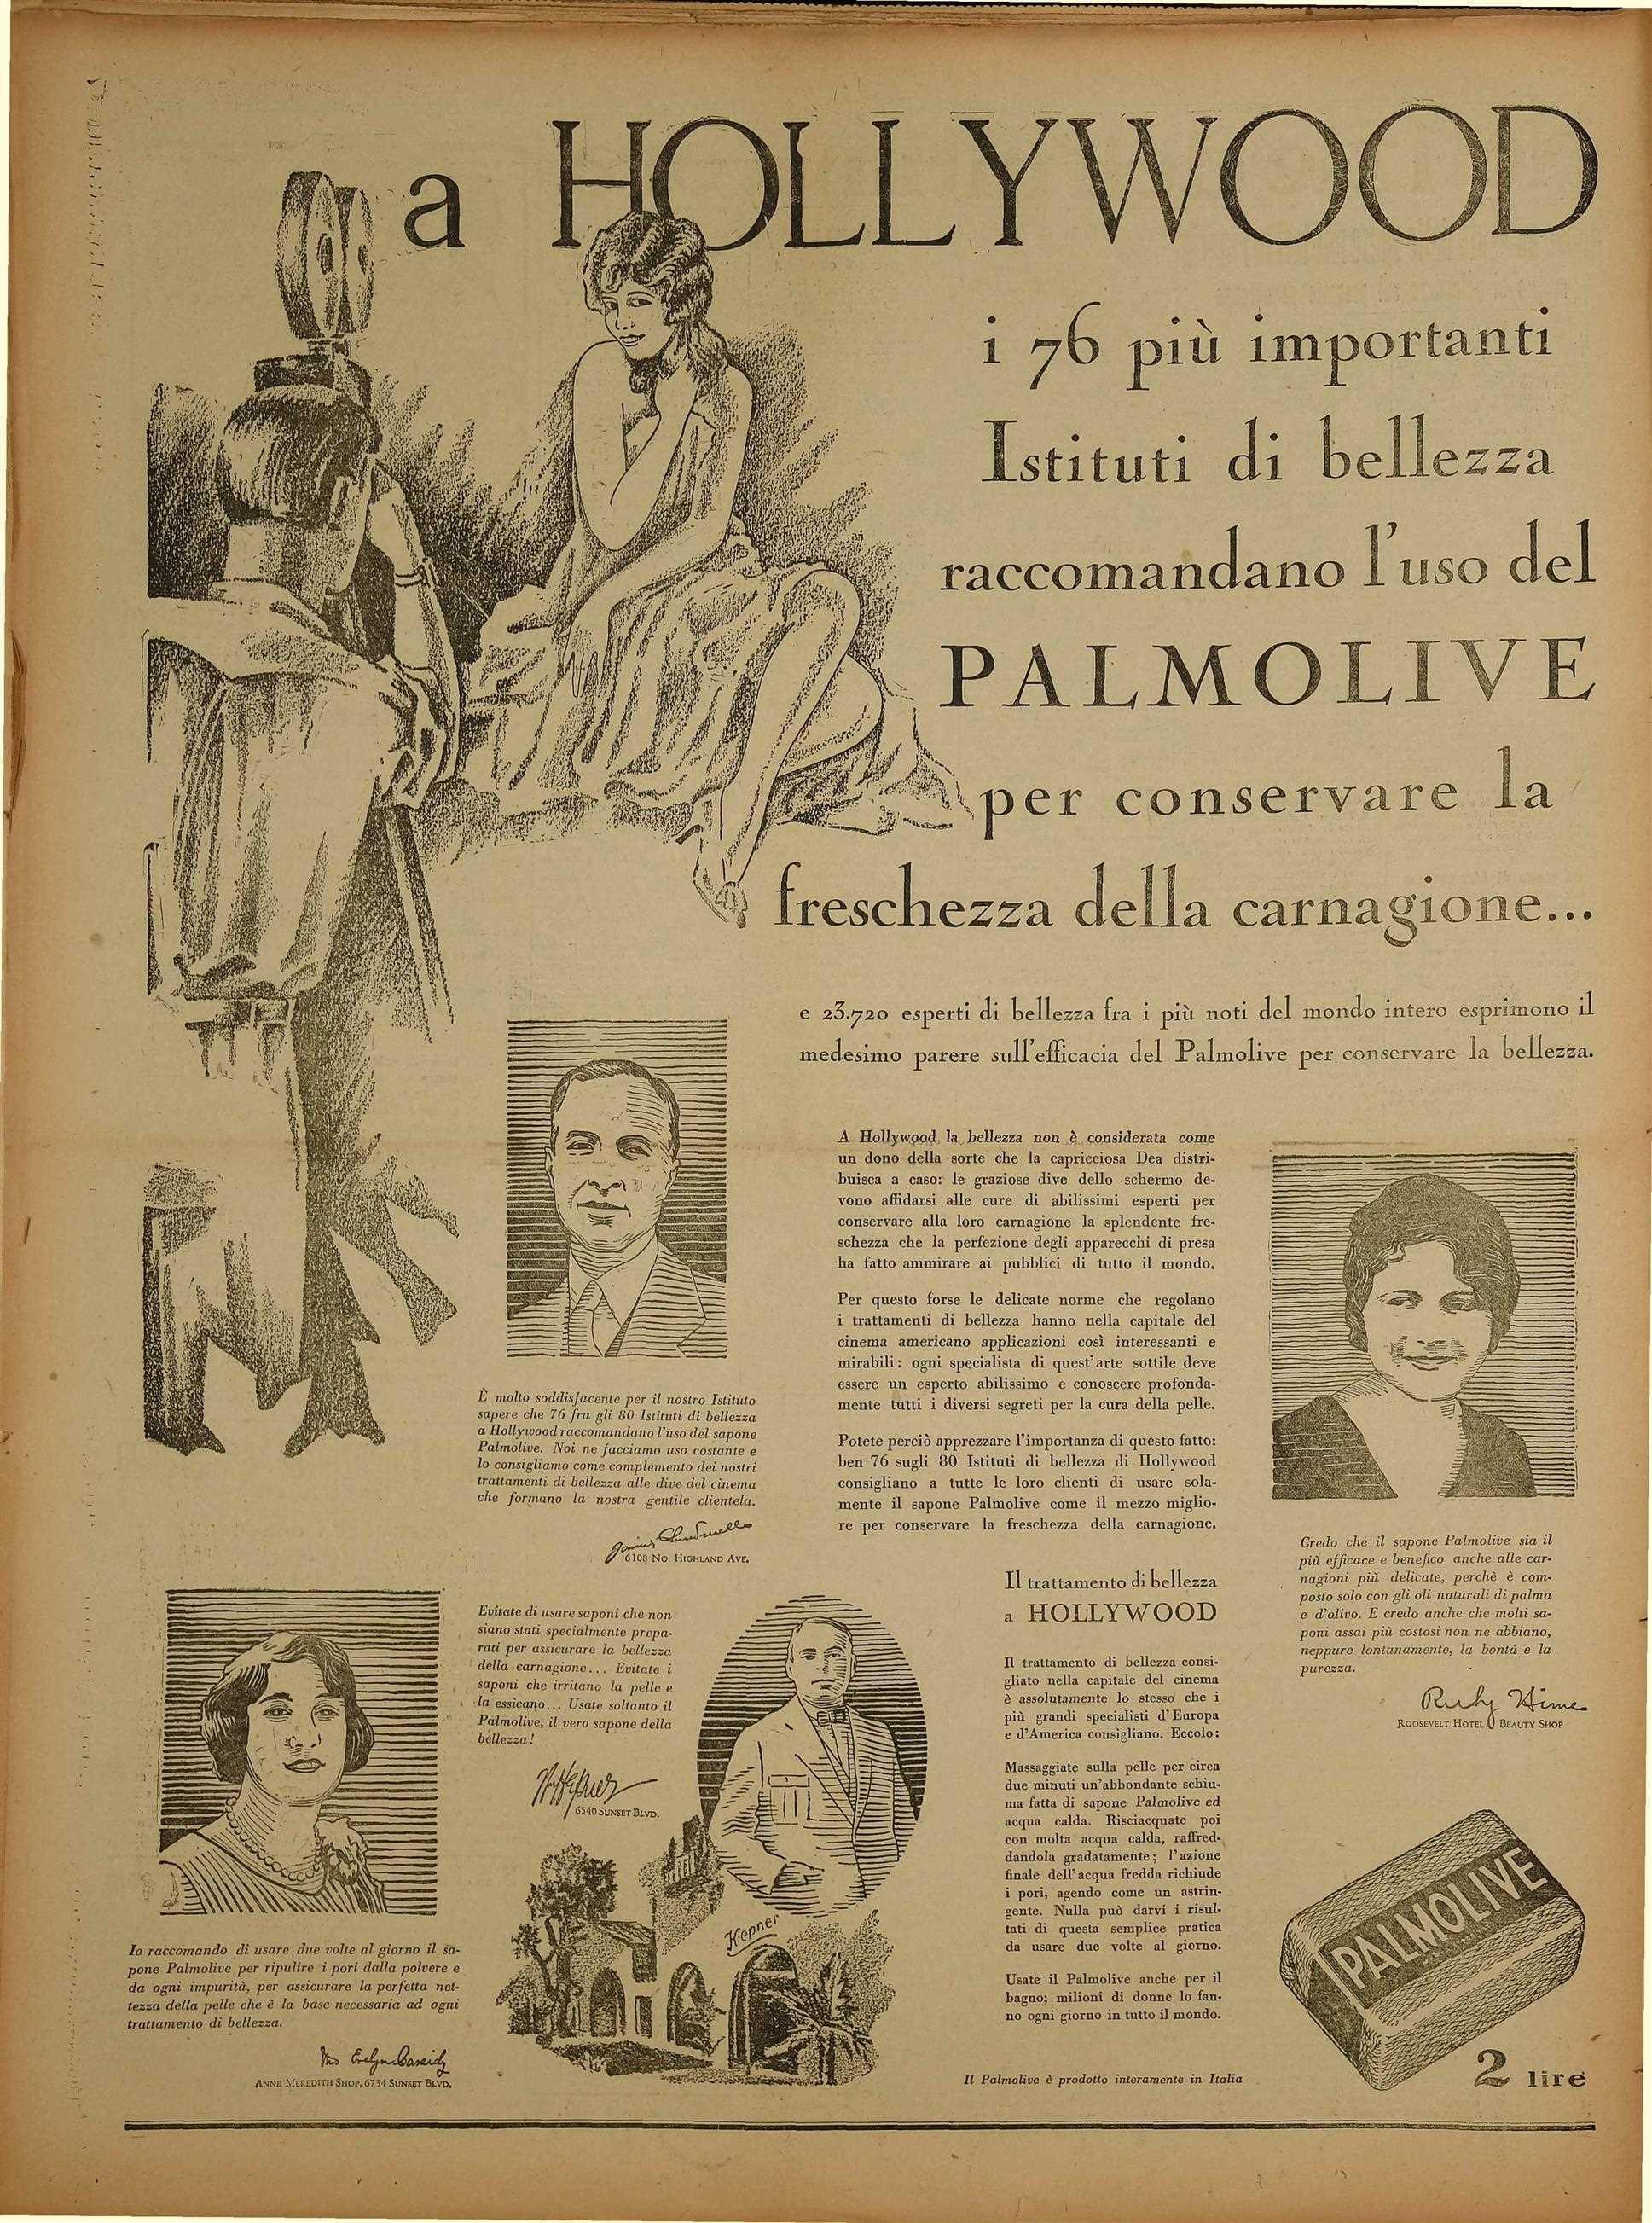 a HOLLYWOOD
i 76 più importanti
Istituti di bellezza
raccomandano l'uso del
PALMOLIVE
per conservare la
freschezza della carnagione...
e 23.720 esperti di bellezza fra i più noti del mondo intero esprimono il
medesimo parere sull'efficacia del Palmolive per conservare la bellezza.
È molto soddisfacente per il nostro Istituto
sapere che 76 fra gli 80 Istituti di bellezza
a Hollywood raccomandano l'uso del sapone
Palmolive. Noi ne facciamo uso costante e
lo consigliamo come complemento dei nostri
trattamenti di bellezza alle dive del cinema
che formano la nostra gentile clientela.
6108 No. HIGHLAND AVE.
A Hollywood la bellezza non è considerata come
un dono della sorte che la capricciosa Dea distri-
buisca a caso: le graziose dive dello schermo de-
vono affidarsi alle cure di abilissimi esperti per
conservare alla loro carnagione la splendente fre-
schezza che la perfezione degli apparecchi di presa
ha fatto ammirare ai pubblici di tutto il mondo.
Per questo forse le delicate norme che regolano
i trattamenti di bellezza hanno nella capitale del
cinema americano applicazioni così interessanti e
mirabili: ogni specialista di quest'arte sottile deve
essere un esperto abilissimo e conoscere profonda-
mente tutti i diversi segreti per la cura della pelle.
Potete perciò apprezzare l'importanza di questo fatto:
ben 76 sugli 80 Istituti di bellezza di Hollywood
consigliano a tutte le loro clienti di usare sola-
mente il sapone Palmolive come il mezzo miglio-
re per conservare la freschezza della carnagione.
Credo che il sapone Palmolive sia il
più efficace e benefico anche alle car-
nagioni più delicate, perchè è com-
posto solo con gli oli naturali di palma
e d'olivo. E credo anche che molti sa-
poni assai più costosi non ne abbiano,
neppure lontanamente, la bontà e la
purezza.
Ruby Hime
ROOSEVELT HOTEL BEAUTY SHOP
Evitate di usare saponi che non
siano stati specialmente prepa-
rati per assicurare la bellezza
della carnagione... Evitate i
saponi che irritano la pelle e
la essicano... Usate soltanto il
Palmolive, il vero sapone della
bellezza!
6540 SUNSET BLVD.
Hepner
Il trattamento di bellezza
a HOLLYWOOD
Il trattamento di bellezza consi-
gliato nella capitale del cinema
è assolutamente lo stesso che i
più grandi specialisti d'Europa
e d'America consigliano. Eccolo:
Massaggiate sulla pelle per circa
due minuti un'abbondante schiu-
ma fatta di sapone Palmolive ed
acqua calda. Risciacquate poi
con molta acqua calda, raffred-
dandola gradatamente; l'azione
finale dell'acqua fredda richiude
i pori, agendo come un astrin-
gente. Nulla può darvi i risul-
tati di questa semplice pratica
da usare due volte al giorno.
Usate il Palmolive anche per il
bagno; milioni di donne lo fan-
no ogni giorno in tutto il mondo.
Io raccomando di usare due volte al giorno il sa-
pone Palmolive per ripulire i pori dalla polvere e
da ogni impurità, per assicurare la perfetta net-
tezza della pelle che è la base necessaria ad ogni
trattamento di bellezza.
Mrs Evelyn Cassidy
ANNE MEREDITH SHOP, 6734 SUNSET BLVD.
Il Palmolive è prodotto interamente in Italia
PALMOLIVE
2 lire